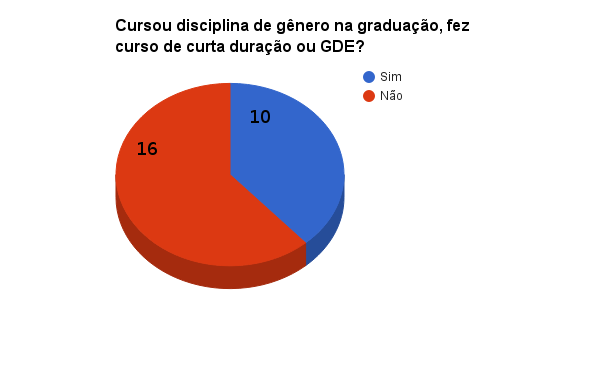 Cursou disciplina de gênero na graduação, fez
curso de curta duração ou GDE?
Sim
Não
10
16